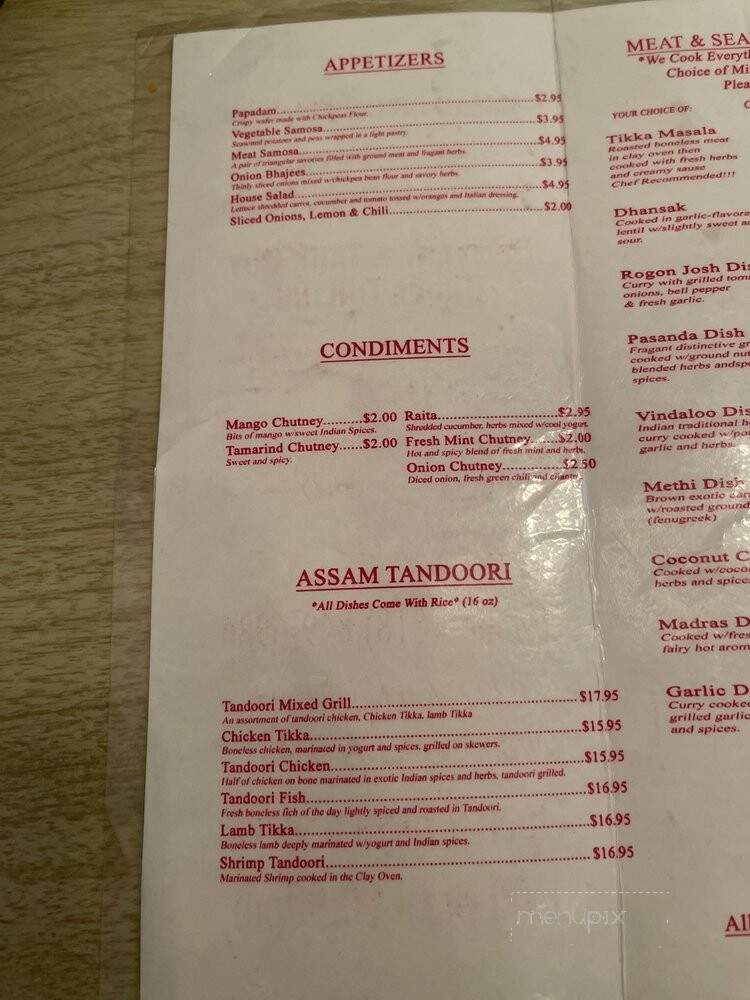 APPETIZERS
Papadam $2.95
Crispy wafer made with Chickpeas Flour.
Vegetable Samosa $3.95
Seasoned potatoes and peas wrapped in a light pastry.
Meat Samosa $4.95
A pair of triangular savories filled with ground meat and fragant herbs.
Onion Bhajees $3.95
Thinly sliced onions mixed w/chickpea bean flour and savory herbs.
House Salad $4.95
Lettuce shredded carrot, cucumber and tomato tossed w/oranges and Italian dressing.
Sliced Onions, Lemon & Chili $2.00
CONDIMENTS
Mango Chutney $2.00
Bits of mango w/sweet Indian Spices.
Tamarind Chutney $2.00
Sweet and spicy.
Raita $2.95
Shredded cucumber, herbs mixed w/cool yogurt.
Fresh Mint Chutney $2.00
Hot and spicy blend of fresh mint and herbs.
Onion Chutney $2.50
Diced onion, fresh green chili and cilantro.
ASSAM TANDOORI
*All Dishes Come With Rice* (16 oz)
Tandoori Mixed Grill $17.95
An assortment of tandoori chicken, Chicken Tikka, lamb Tikka
Chicken Tikka $15.95
Boneless chicken, marinated in yogurt and spices, grilled on skewers.
Tandoori Chicken $15.95
Half of chicken on bone marinated in exotic Indian spices and herbs, tandoori grilled.
Tandoori Fish $16.95
Fresh boneless fich of the day lightly spiced and roasted in Tandoori.
Lamb Tikka $16.95
Boneless lamb deeply marinated w/yogurt and Indian spices.
Shrimp Tandoori $16.95
Marinated Shrimp cooked in the Clay Oven.
MEAT & SEA
*We Cook Everyth
Choice of Mi
Plea
YOUR CHOICE OF:
Tikka Masala
Roasted boneless meat
in clay oven then
cooked with fresh herbs
and creamy sause
Chef Recommended!!!
Dhansak
Cooked in garlic-flavore
lentil w/slightly sweet a
sour.
Rogon Josh Dis
Curry with grilled tom
onions, bell pepper
& fresh garlic.
Pasanda Dish
Fragant distinctive gr
cooked w/ground nut
blended herbs andsp
spices.
Vindaloo Dis
Indian traditional h
curry cooked w/po
garlic and herbs.
Methi Dish
Brown exotic
w/roasted ground
(fenugreek)
Coconut C
Cooked w/coco
herbs and spice
Madras D
Cooked w/fres
fairy hot arom
Garlic D
Curry cooke
grilled garlic
and spices.
All
menupix